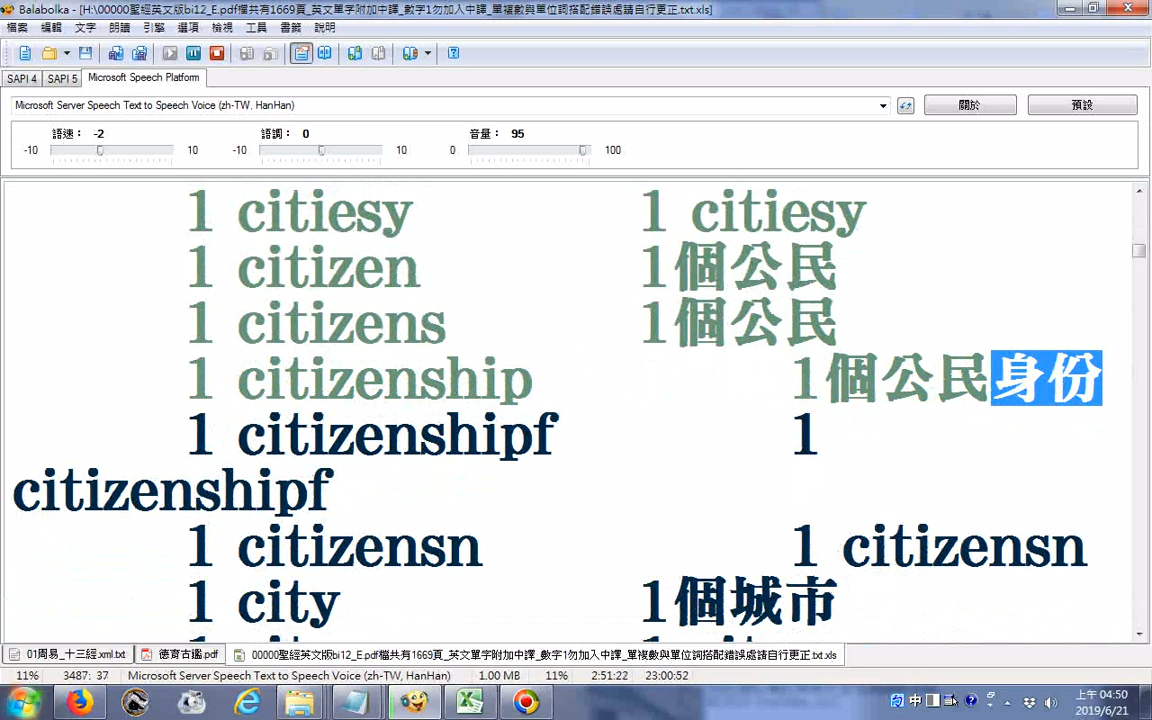 Balabolka - [H:\00000聖經英文版bi12_E.pdf檔共有1669頁_英文單字附加中譯_數字1勿加入中譯_單複數與單位詞搭配錯誤處請自行更正.txt.xls]
檔案 編輯 文字 朗讀 引擎 選項 檢視 工具 書籤 說明
SAPI 4 SAPI 5 Microsoft Speech Platform
Microsoft Server Speech Text to Speech Voice (zh-TW, HanHan) 關於 預設
語速： -2 語調： 0 音量： 95
-10 10 -10 10 0 100
1 citiesy 1 citiesy
1 citizen 1個公民
1 citizens 1個公民
1 citizenship 1個公民身份
1 citizenshipf 1
citizenshipf
1 citizensn 1 citizensn
1 city 1個城市
01周易_十三經.xml.txt 德育古鑑.pdf 00000聖經英文版bi12_E.pdf檔共有1669頁_英文單字附加中譯_數字1勿加入中譯_單複數與單位詞搭配錯誤處請自行更正.txt.xls
11% 3487: 37 Microsoft Server Speech Text to Speech Voice (zh-TW, HanHan) 1.00 MB 11% 2:51:22 23:00:52
中 上午 04:50
2019/6/21